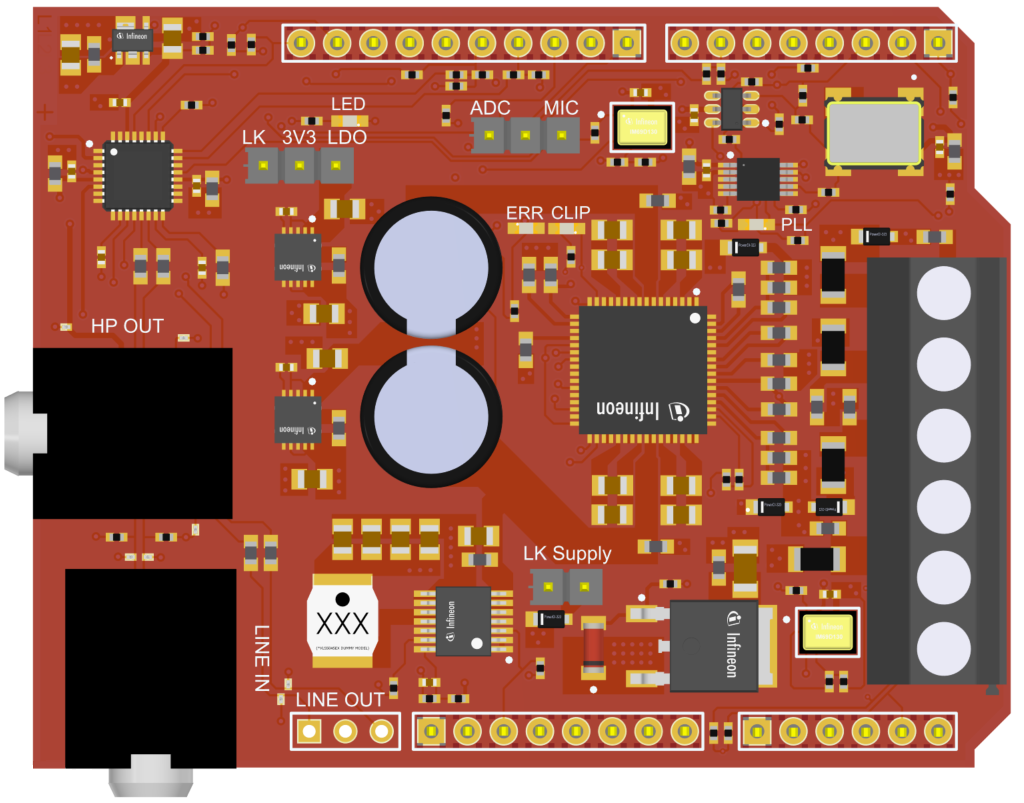 Infineon
LED
LK 3V3 LDO
ADC MIC
ERR CLIP
PLL
Infineon
HP OUT
Infineon
Infineon
LK Supply
XXX
Infineon
Infineon
LINE IN
LINE OUT